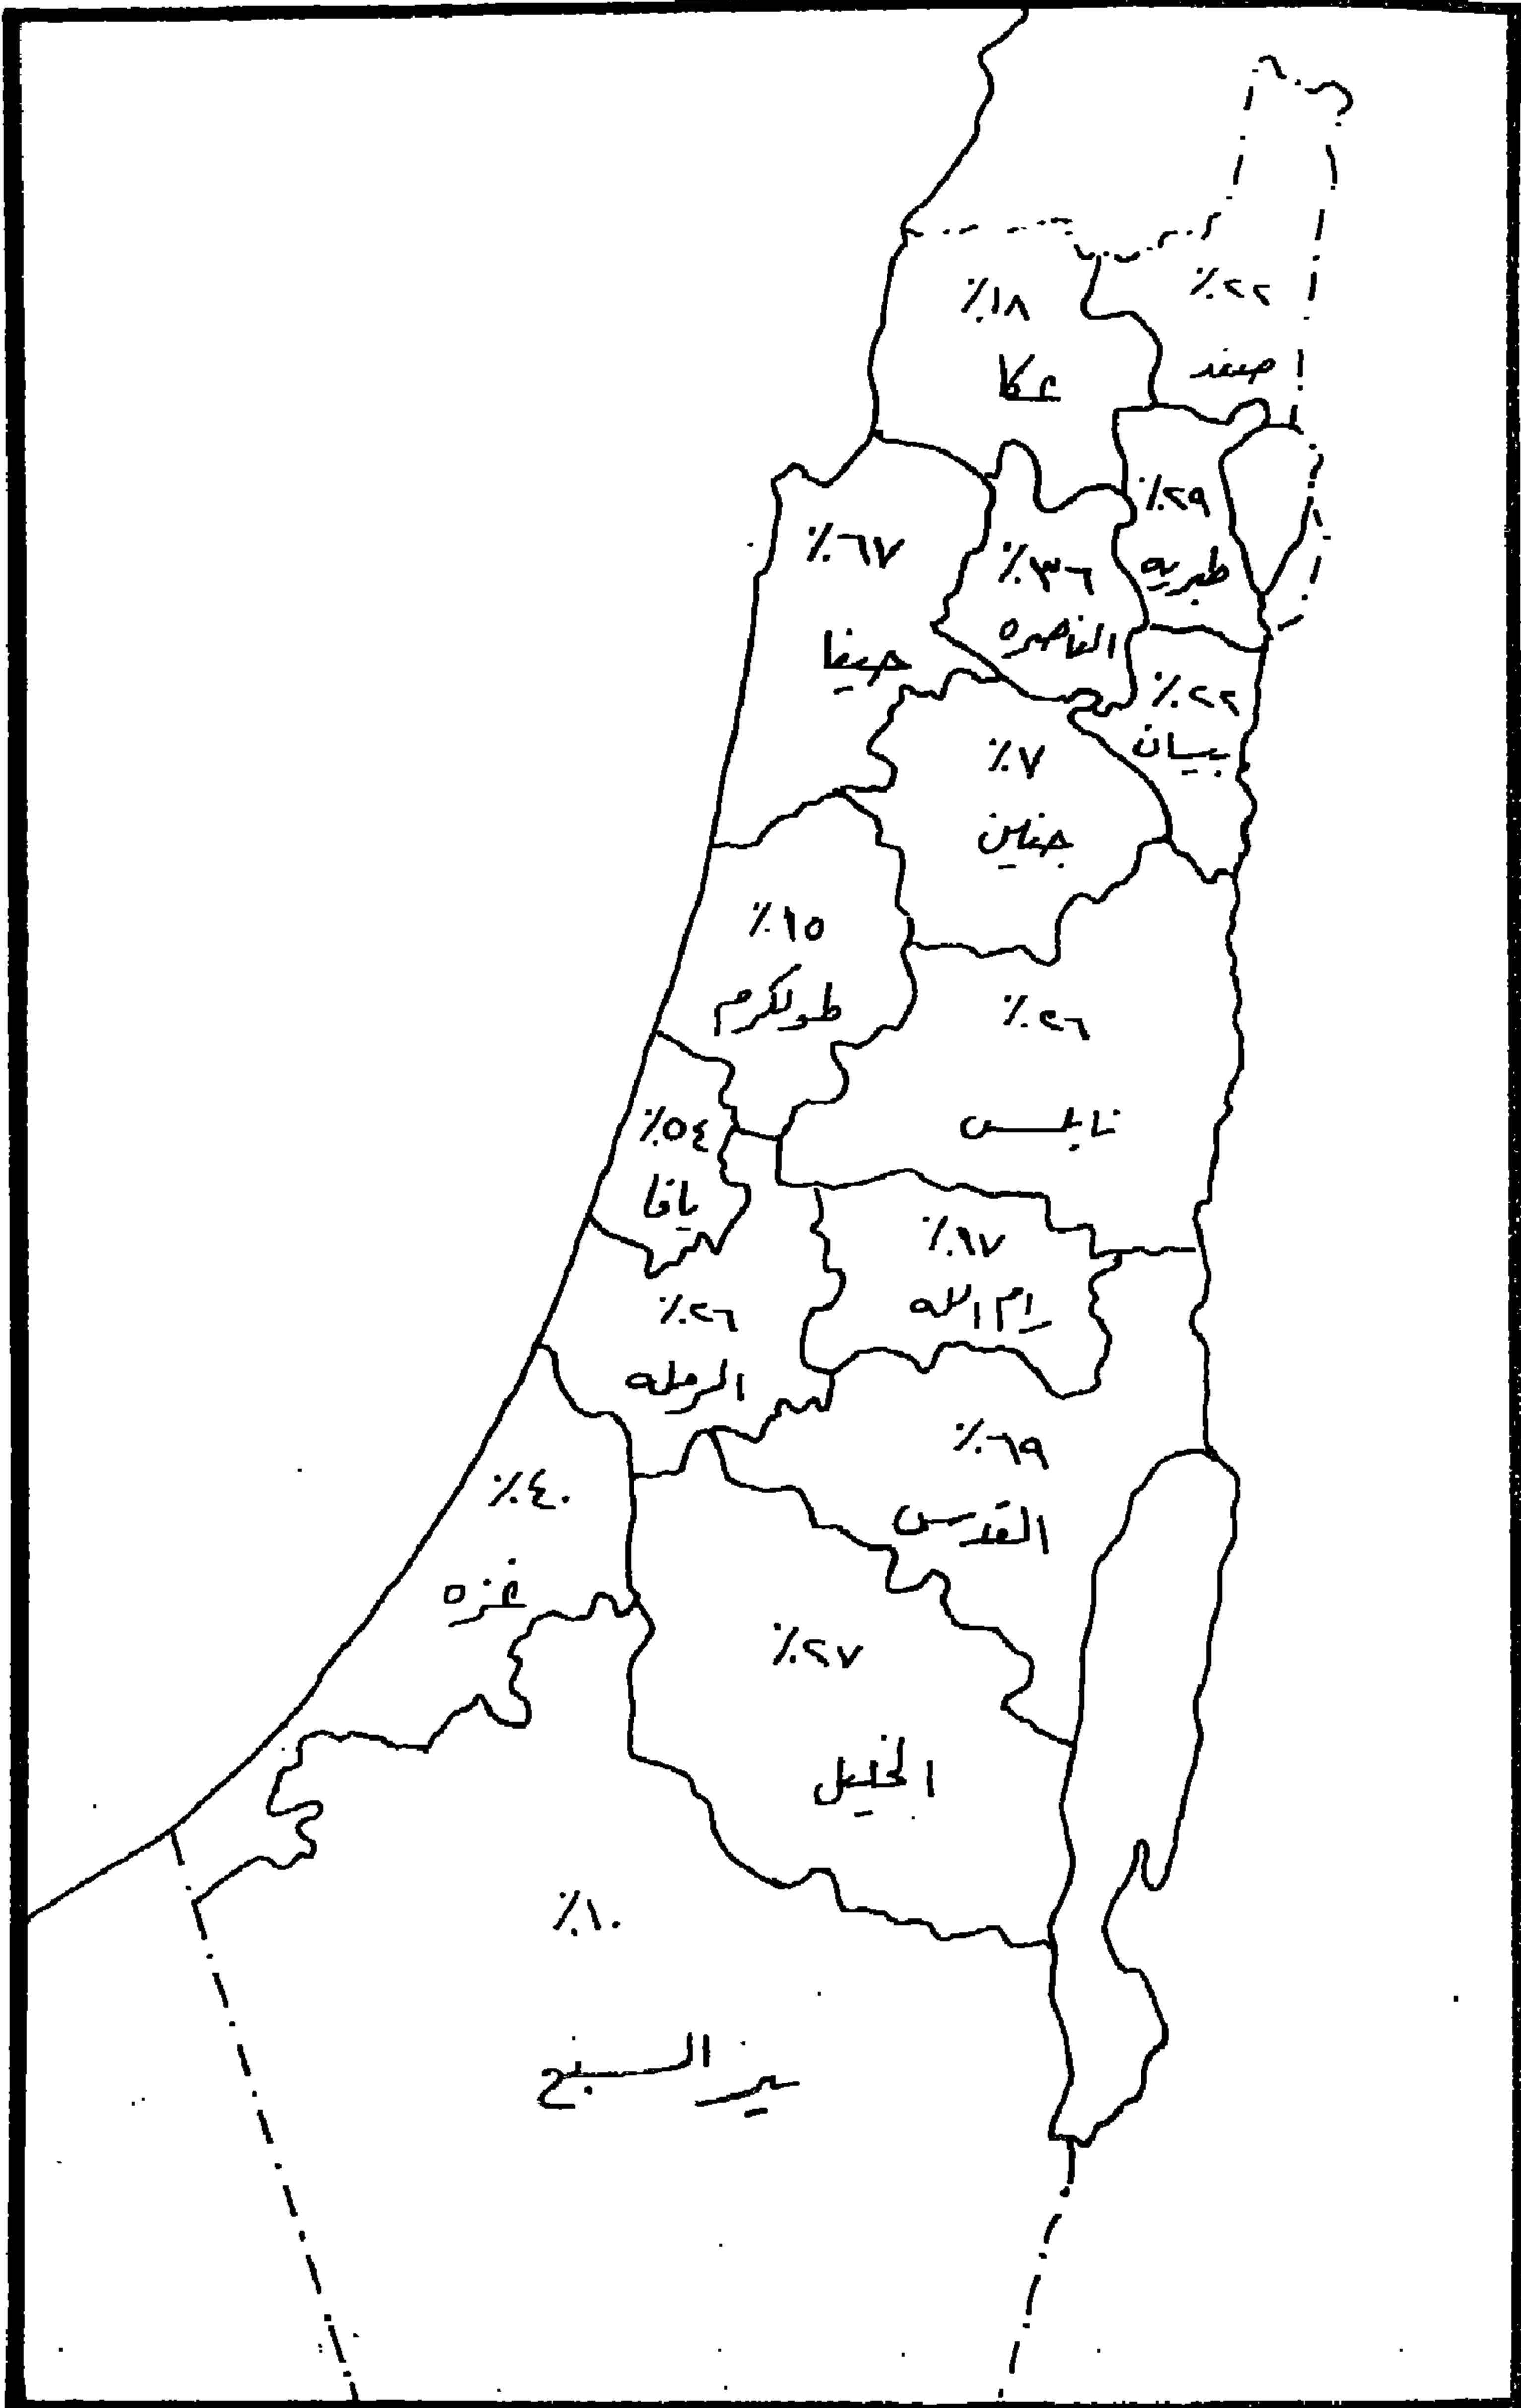 ٪٢٢
صفد
٪١٨
عكا
٪٢٩
طبريه
٪٦٧
حيفا
٪٣٦
الناصره
٪٢٢
بيسان
٪٧
جنين
٪١٥
طولكرم
٪٢٦
نابلس
٪٥٤
يافا
٪١٧
رام الله
٪٢٦
الرمله
٪٦٩
القدس
٪٤٠
غزه
٪٢٧
الخليل
٪١٠
بير السبع